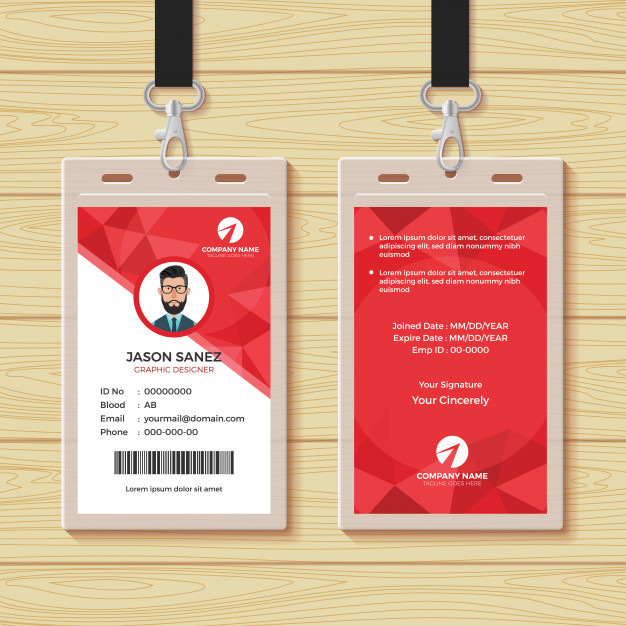 COMPANY NAME
TAGLINE GOES HERE
JASON SANEZ
GRAPHIC DESIGNER
ID No : 00000000
Blood : AB
Email : yourmail@domain.com
Phone : 000-000-00
Lorem ipsum dolor sit amet
Lorem ipsum dolor sit amet, consectetuer
adipiscing elit, sed diam nonummy nibh
euismod tincidunt ut laoreet dolore
Lorem ipsum dolor sit amet, consectetuer
adipiscing elit, sed diam nonummy nibh
euismod
Joined Date : MM/DD/YEAR
Expire Date : MM/DD/YEAR
Emp ID : 00-0000
Your Signature
Your Cincerely
COMPANY NAME
TAGLINE GOES HERE